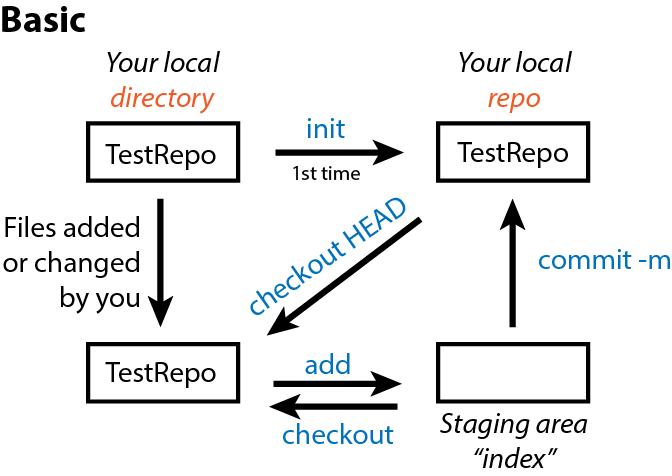 Basic
Your local
directory
Your local
repo
TestRepo
init
1st time
TestRepo
Files added
or changed
by you
checkout HEAD
commit -m
TestRepo
add
checkout
Staging area
“index”